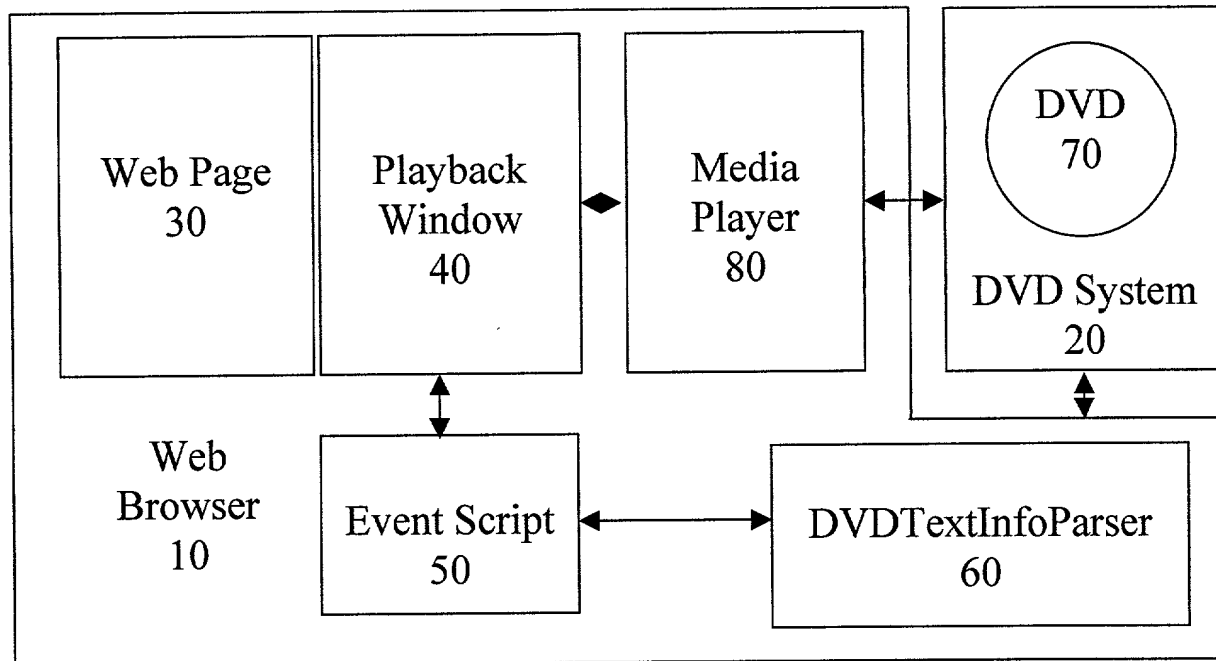 Web Page
30
Playback
Window
40
Media
Player
80
DVD
70
DVD System
20
Web
Browser
10
Event Script
50
DVDTextInfoParser
60